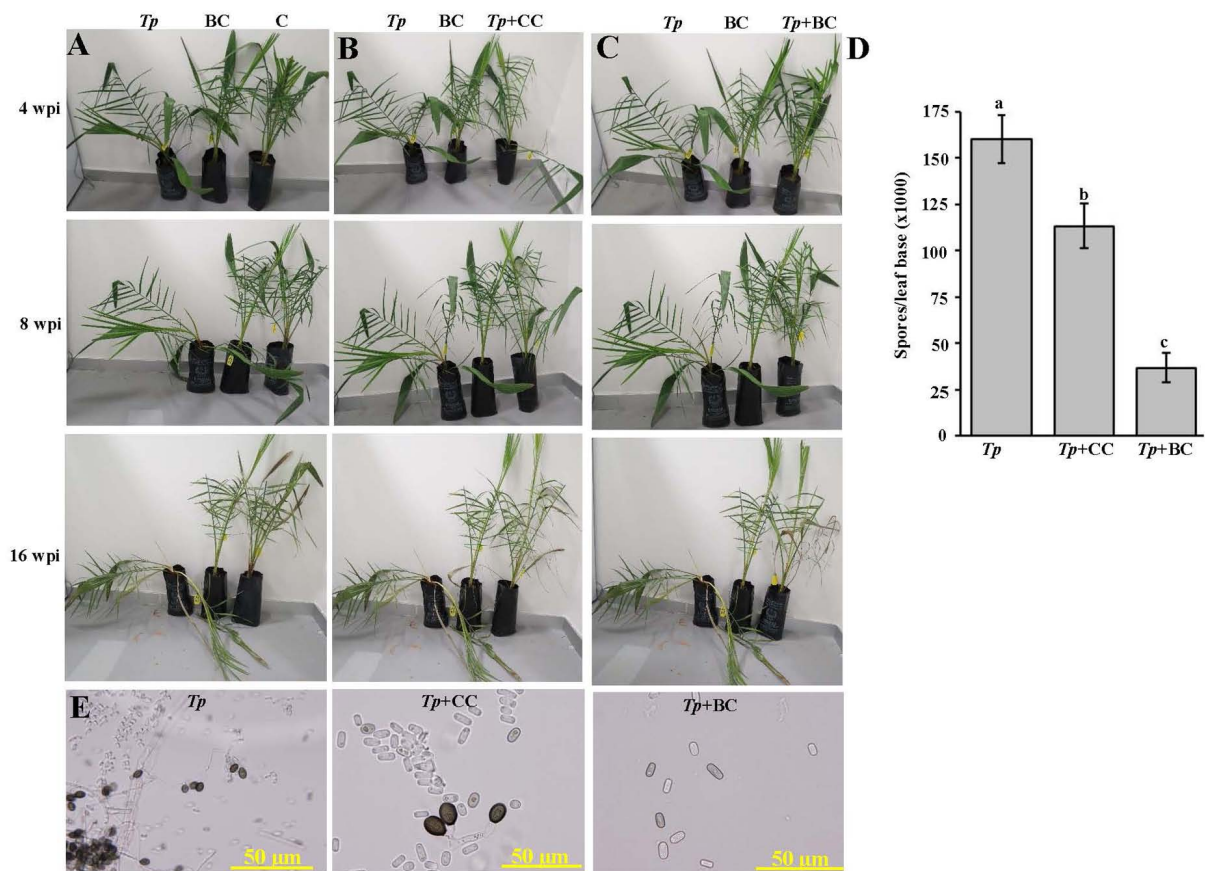 Tp BC C Tp BC Tp+CC Tp BC Tp+BC
A B C D
4 wpi
8 wpi
16 wpi
Spores/leaf base (x1000)
175
150
125
100
75
50
25
0
a
b
c
Tp Tp+CC Tp+BC
E Tp Tp+CC Tp+BC
50 µm 50 µm 50 µm